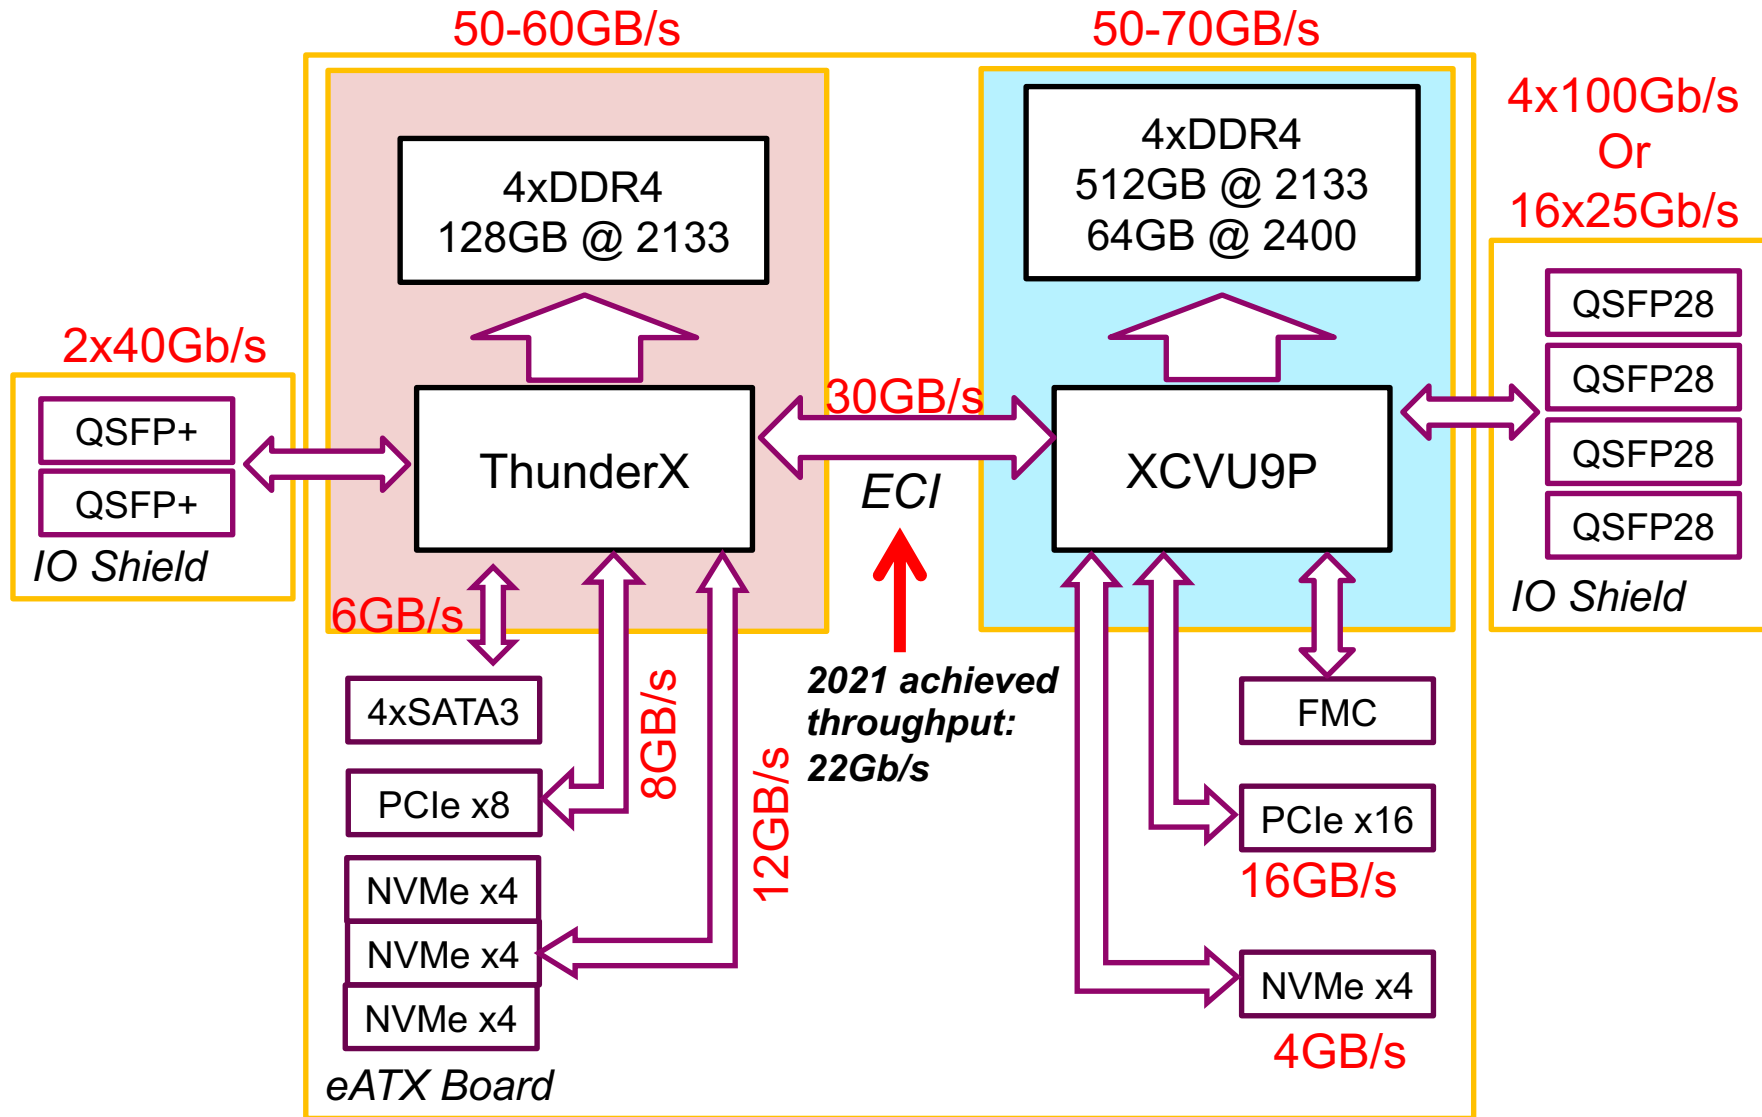 50-60GB/s
50-70GB/s
4x100Gb/s
Or
16x25Gb/s
4xDDR4
128GB @ 2133
4xDDR4
512GB @ 2133
64GB @ 2400
2x40Gb/s
QSFP+
QSFP+
IO Shield
ThunderX
30GB/s
ECI
XCVU9P
QSFP28
QSFP28
QSFP28
QSFP28
IO Shield
6GB/s
8GB/s
12GB/s
2021 achieved
throughput:
22Gb/s
4xSATA3
PCIe x8
NVMe x4
NVMe x4
NVMe x4
eATX Board
FMC
PCIe x16
16GB/s
NVMe x4
4GB/s